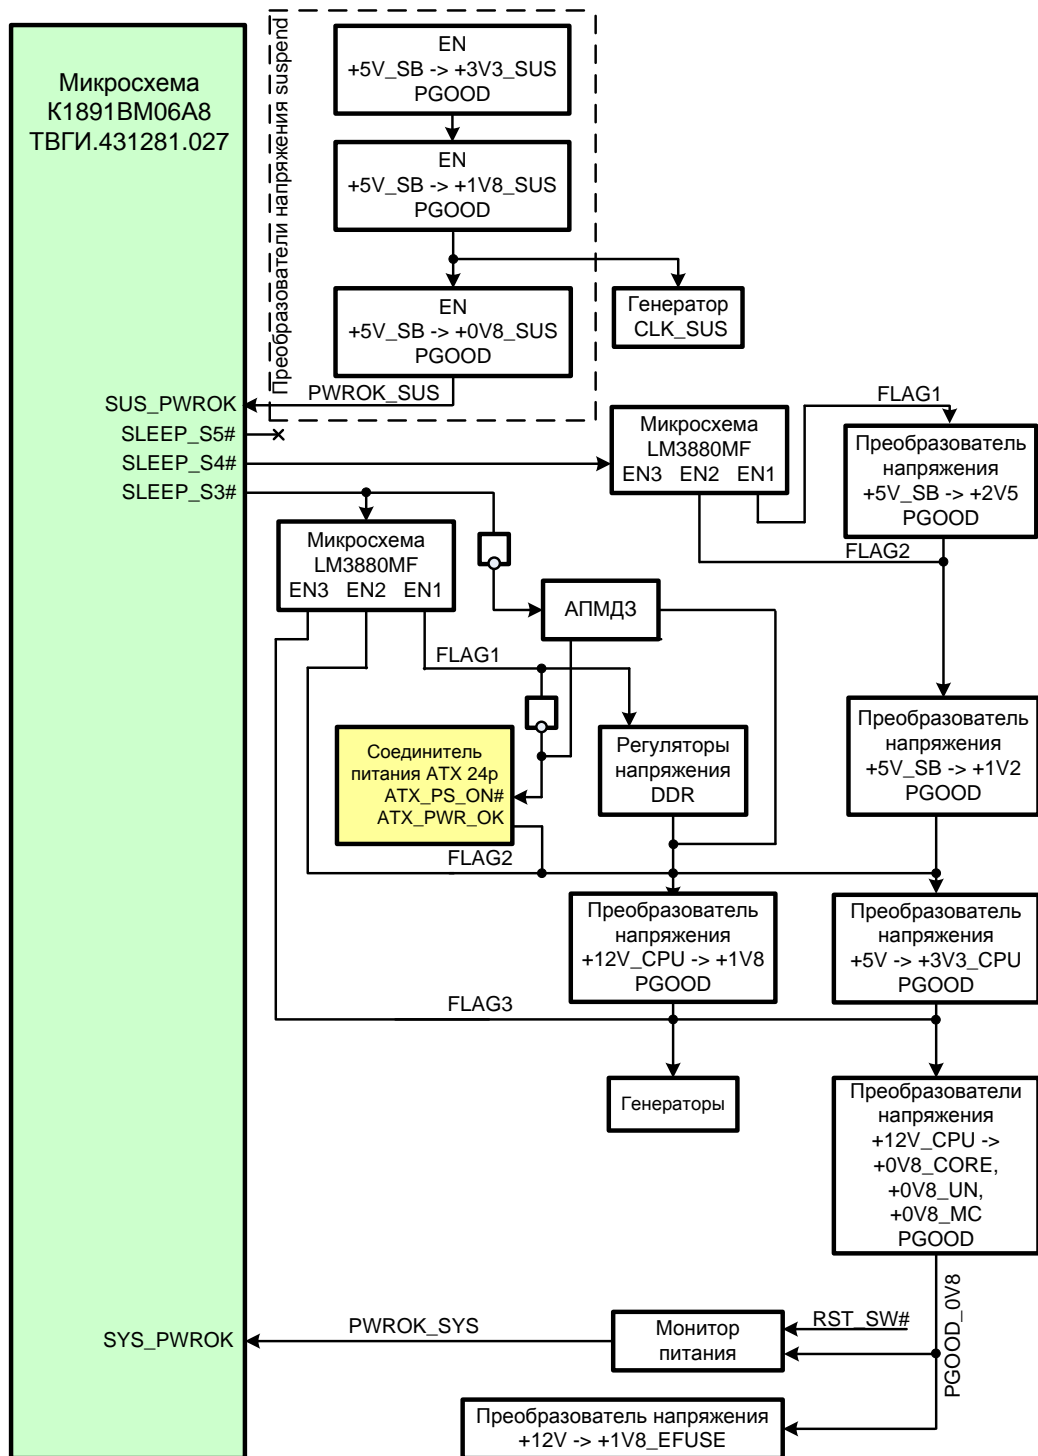 Микросхема
К1891ВМ06А8
ТВГИ.431281.027
Преобразователи напряжения suspend
EN
+5V_SB -> +3V3_SUS
PGOOD
EN
+5V_SB -> +1V8_SUS
PGOOD
EN
+5V_SB -> +0V8_SUS
PGOOD
Генератор
CLK_SUS
PWROK_SUS
SUS_PWROK
SLEEP_S5#
SLEEP_S4#
SLEEP_S3#
Микросхема
LM3880MF
EN3 EN2 EN1
FLAG1
Преобразователь
напряжения
+5V_SB -> +2V5
PGOOD
FLAG2
Микросхема
LM3880MF
EN3 EN2 EN1
АПМДЗ
FLAG1
Соединитель
питания ATX 24p
ATX_PS_ON#
ATX_PWR_OK
Регуляторы
напряжения
DDR
Преобразователь
напряжения
+5V_SB -> +1V2
PGOOD
FLAG2
Преобразователь
напряжения
+12V_CPU -> +1V8
PGOOD
Преобразователь
напряжения
+5V -> +3V3_CPU
PGOOD
FLAG3
Генераторы
Преобразователи
напряжения
+12V_CPU ->
+0V8_CORE,
+0V8_UN,
+0V8_MC
PGOOD
PGOOD_0V8
SYS_PWROK
PWROK_SYS
Монитор
питания
RST_SW#
Преобразователь напряжения
+12V -> +1V8_EFUSE